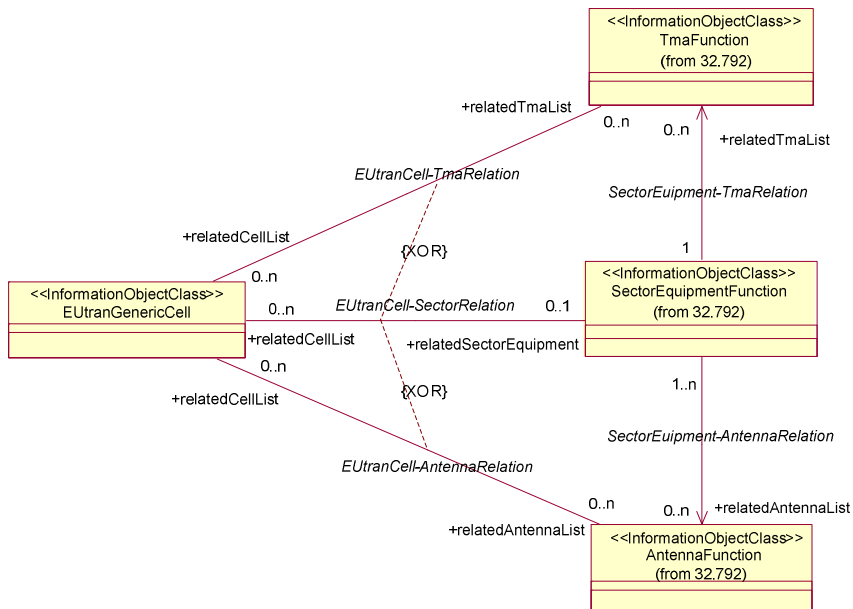 <<InformationObjectClass>>
TmaFunction
(from 32.792)
+relatedTmaList
0..n
0..n
+relatedTmaList
EUtranCell-TmaRelation
SectorEuipment-TmaRelation
+relatedCellList
{XOR}
1
0..n
<<InformationObjectClass>>
EUtranGenericCell
0..n
EUtranCell-SectorRelation
0..1
<<InformationObjectClass>>
SectorEquipmentFunction
(from 32.792)
+relatedCellList
+relatedSectorEquipment
0..n
+relatedCellList
{XOR}
1..n
SectorEuipment-AntennaRelation
EUtranCell-AntennaRelation
0..n
0..n
+relatedAntennaList
+relatedAntennaList
<<InformationObjectClass>>
AntennaFunction
(from 32.792)